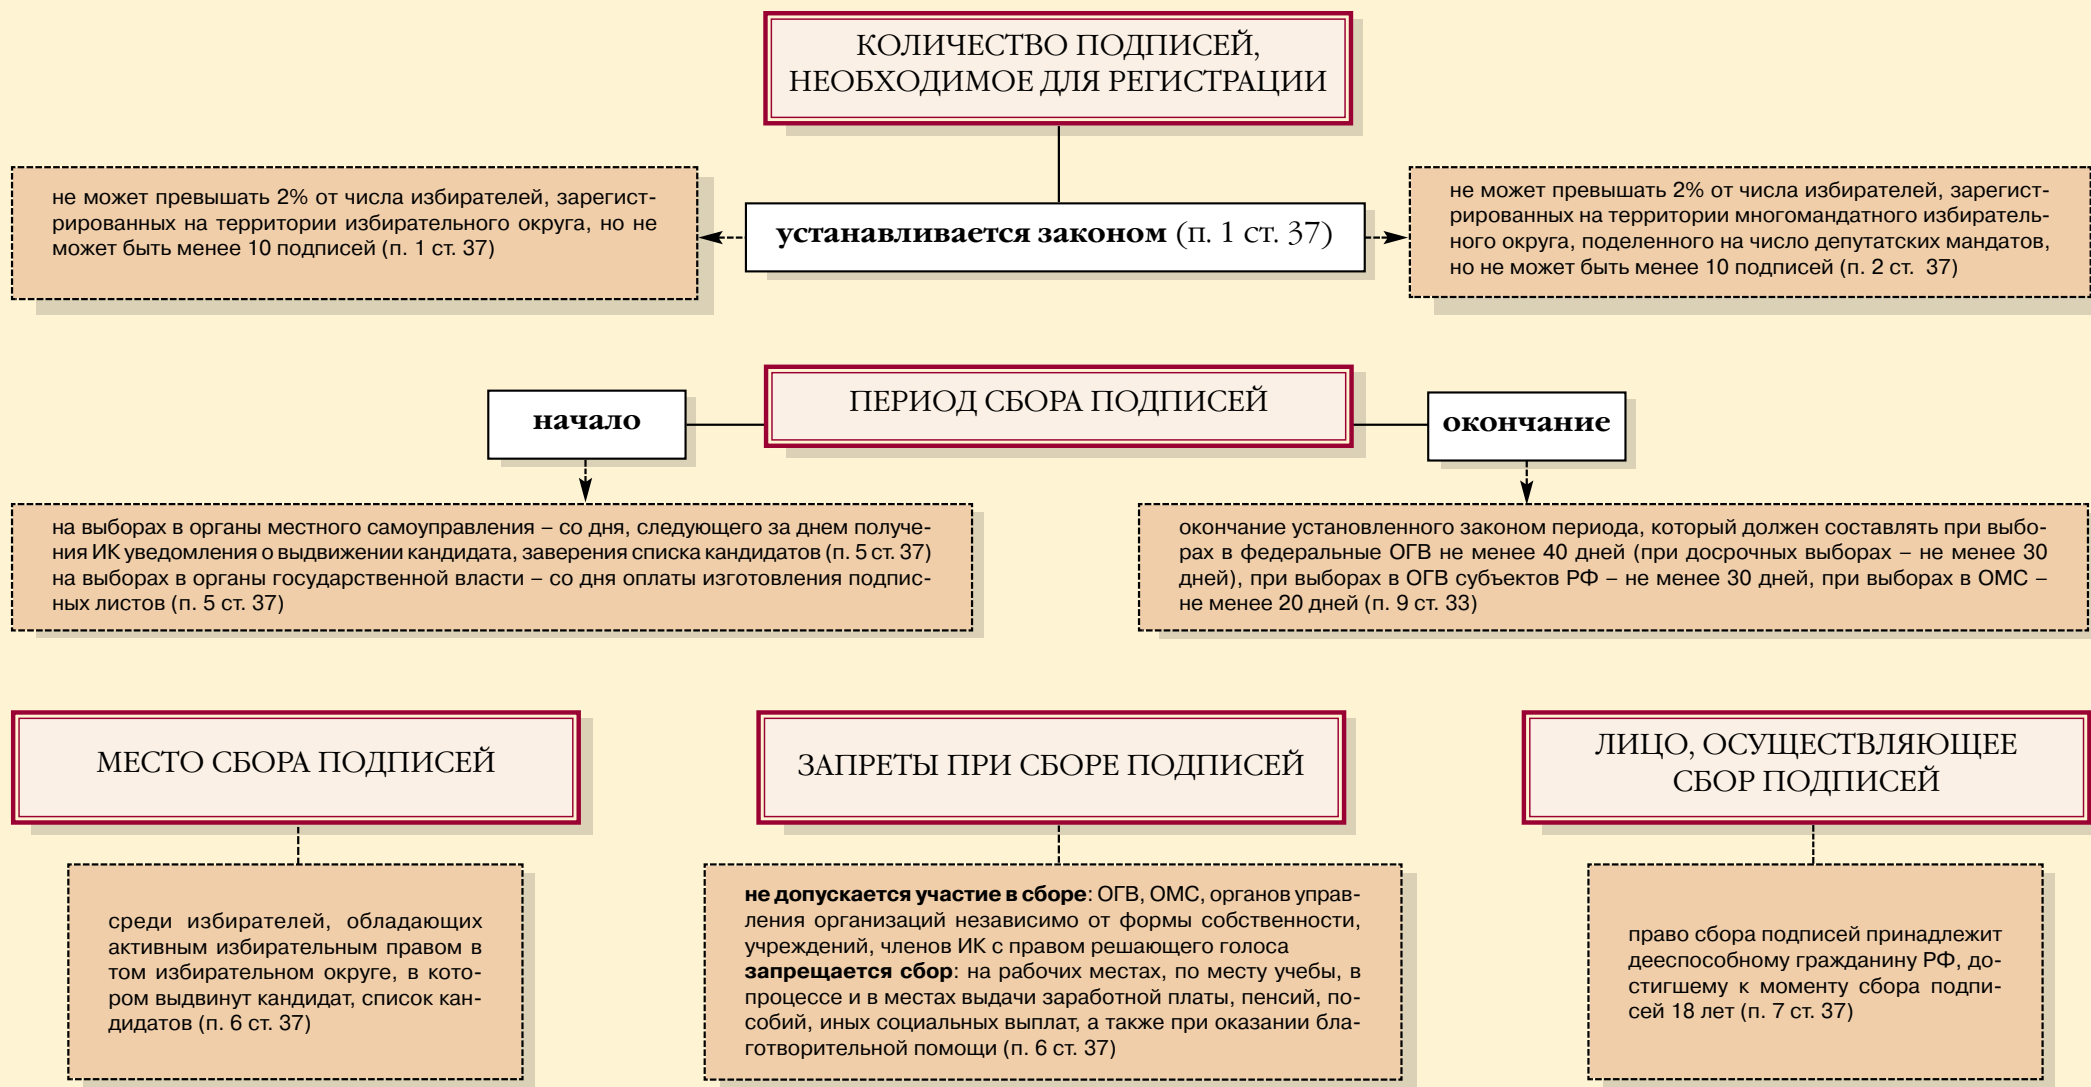 КОЛИЧЕСТВО ПОДПИСЕЙ,
НЕОБХОДИМОЕ ДЛЯ РЕГИСТРАЦИИ
не может превышать 2% от числа избирателей, зарегист-
рированных на территории избирательного округа, но не
может быть менее 10 подписей (п. 1 ст. 37)
устанавливается законом (п. 1 ст. 37)
не может превышать 2% от числа избирателей, зарегист-
рированных на территории многомандатного избиратель-
ного округа, поделенного на число депутатских мандатов,
но не может быть менее 10 подписей (п. 2 ст. 37)
ПЕРИОД СБОРА ПОДПИСЕЙ
начало
окончание
на выборах в органы местного самоуправления – со дня, следующего за днем получе-
ния ИК уведомления о выдвижении кандидата, заверения списка кандидатов (п. 5 ст. 37)
на выборах в органы государственной власти – со дня оплаты изготовления подпис-
ных листов (п. 5 ст. 37)
окончание установленного законом периода, который должен составлять при выбо-
рах в федеральные ОГВ не менее 40 дней (при досрочных выборах – не менее 30
дней), при выборах в ОГВ субъектов РФ – не менее 30 дней, при выборах в ОМС –
не менее 20 дней (п. 9 ст. 33)
МЕСТО СБОРА ПОДПИСЕЙ
среди избирателей, обладающих
активным избирательным правом в
том избирательном округе, в кото-
ром выдвинут кандидат, список кан-
дидатов (п. 6 ст. 37)
ЗАПРЕТЫ ПРИ СБОРЕ ПОДПИСЕЙ
не допускается участие в сборе: ОГВ, ОМС, органов управ-
ления организаций независимо от формы собственности,
учреждений, членов ИК с правом решающего голоса
запрещается сбор: на рабочих местах, по месту учебы, в
процессе и в местах выдачи заработной платы, пенсий, по-
собий, иных социальных выплат, а также при оказании бла-
готворительной помощи (п. 6 ст. 37)
ЛИЦО, ОСУЩЕСТВЛЯЮЩЕЕ
СБОР ПОДПИСЕЙ
право сбора подписей принадлежит
дееспособному гражданину РФ, до-
стигшему к моменту сбора подпи-
сей 18 лет (п. 7 ст. 37)